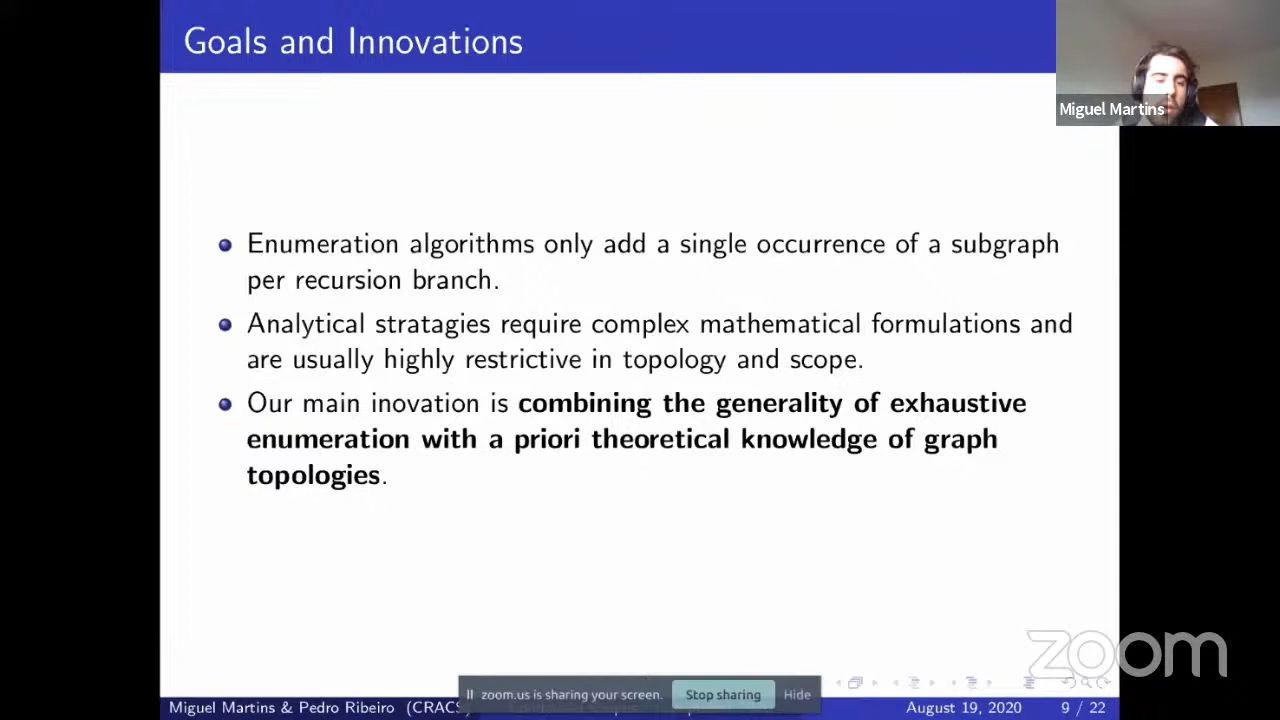 Goals and Innovations
Miguel Martins
Enumeration algorithms only add a single occurrence of a subgraph
per recursion branch.
Analytical stratagies require complex mathematical formulations and
are usually highly restrictive in topology and scope.
Our main inovation is combining the generality of exhaustive
enumeration with a priori theoretical knowledge of graph
topologies.
zoom
zoom.us is sharing your screen. Stop sharing Hide
Miguel Martins & Pedro Ribeiro (CRACS August 19, 2020 9 / 22